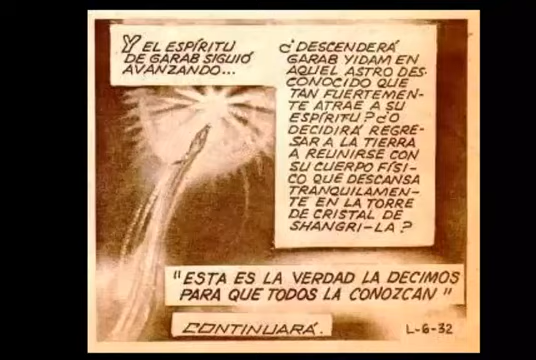 Y EL ESPÍRITU
DE GARAB SIGUIÓ
AVANZANDO...
¿DESCENDERÁ
GARAB YIDAM EN
AQUEL ASTRO DES-
CONOCIDO QUE
TAN FUERTEMEN-
TE ATRAE A SU
ESPÍRITU? ¿O
DECIDIRÁ REGRE-
SAR A LA TIERRA
A REUNIRSE CON
SU CUERPO FÍSI-
CO QUE DESCANSA
TRANQUILAMEN-
TE EN LA TORRE
DE CRISTAL DE
SHANGRI-LA?
"ESTA ES LA VERDAD LA DECIMOS
PARA QUE TODOS LA CONOZCAN"
CONTINUARÁ.
L-6-32